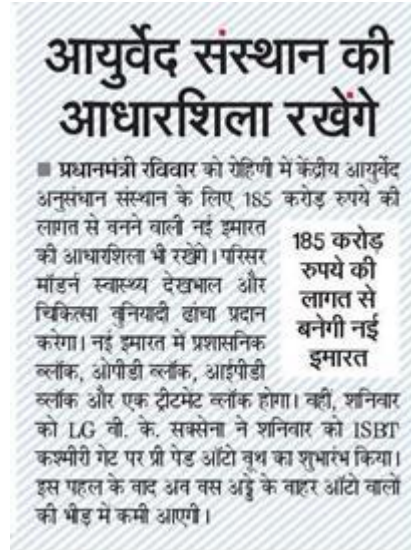 आयुर्वेद संस्थान की
आधारशिला रखेंगे
■ प्रधानमंत्री रविवार को रोहिणी में केंद्रीय आयुर्वेद
अनुसंधान संस्थान के लिए 185 करोड़ रुपये की
लागत से बनने वाली नई इमारत
की आधारशिला भी रखेंगे। परिसर
मॉडर्न स्वास्थ्य देखभाल और
चिकित्सा बुनियादी ढांचा प्रदान
करेगा। नई इमारत में प्रशासनिक
ब्लॉक, ओपीडी ब्लॉक, आईपीडी
185 करोड़
रुपये की
लागत से
बनेगी नई
इमारत
ब्लॉक और एक ट्रीटमेंट ब्लॉक होगा। वहीं, शनिवार
को LG वी. के. सक्सेना ने शनिवार को ISBT
कश्मीरी गेट पर प्री पेड ऑटो बूथ का शुभारंभ किया।
इस पहल के बाद अब बस अड्डे के बाहर ऑटो वालों
की भीड़ में कमी आएगी।